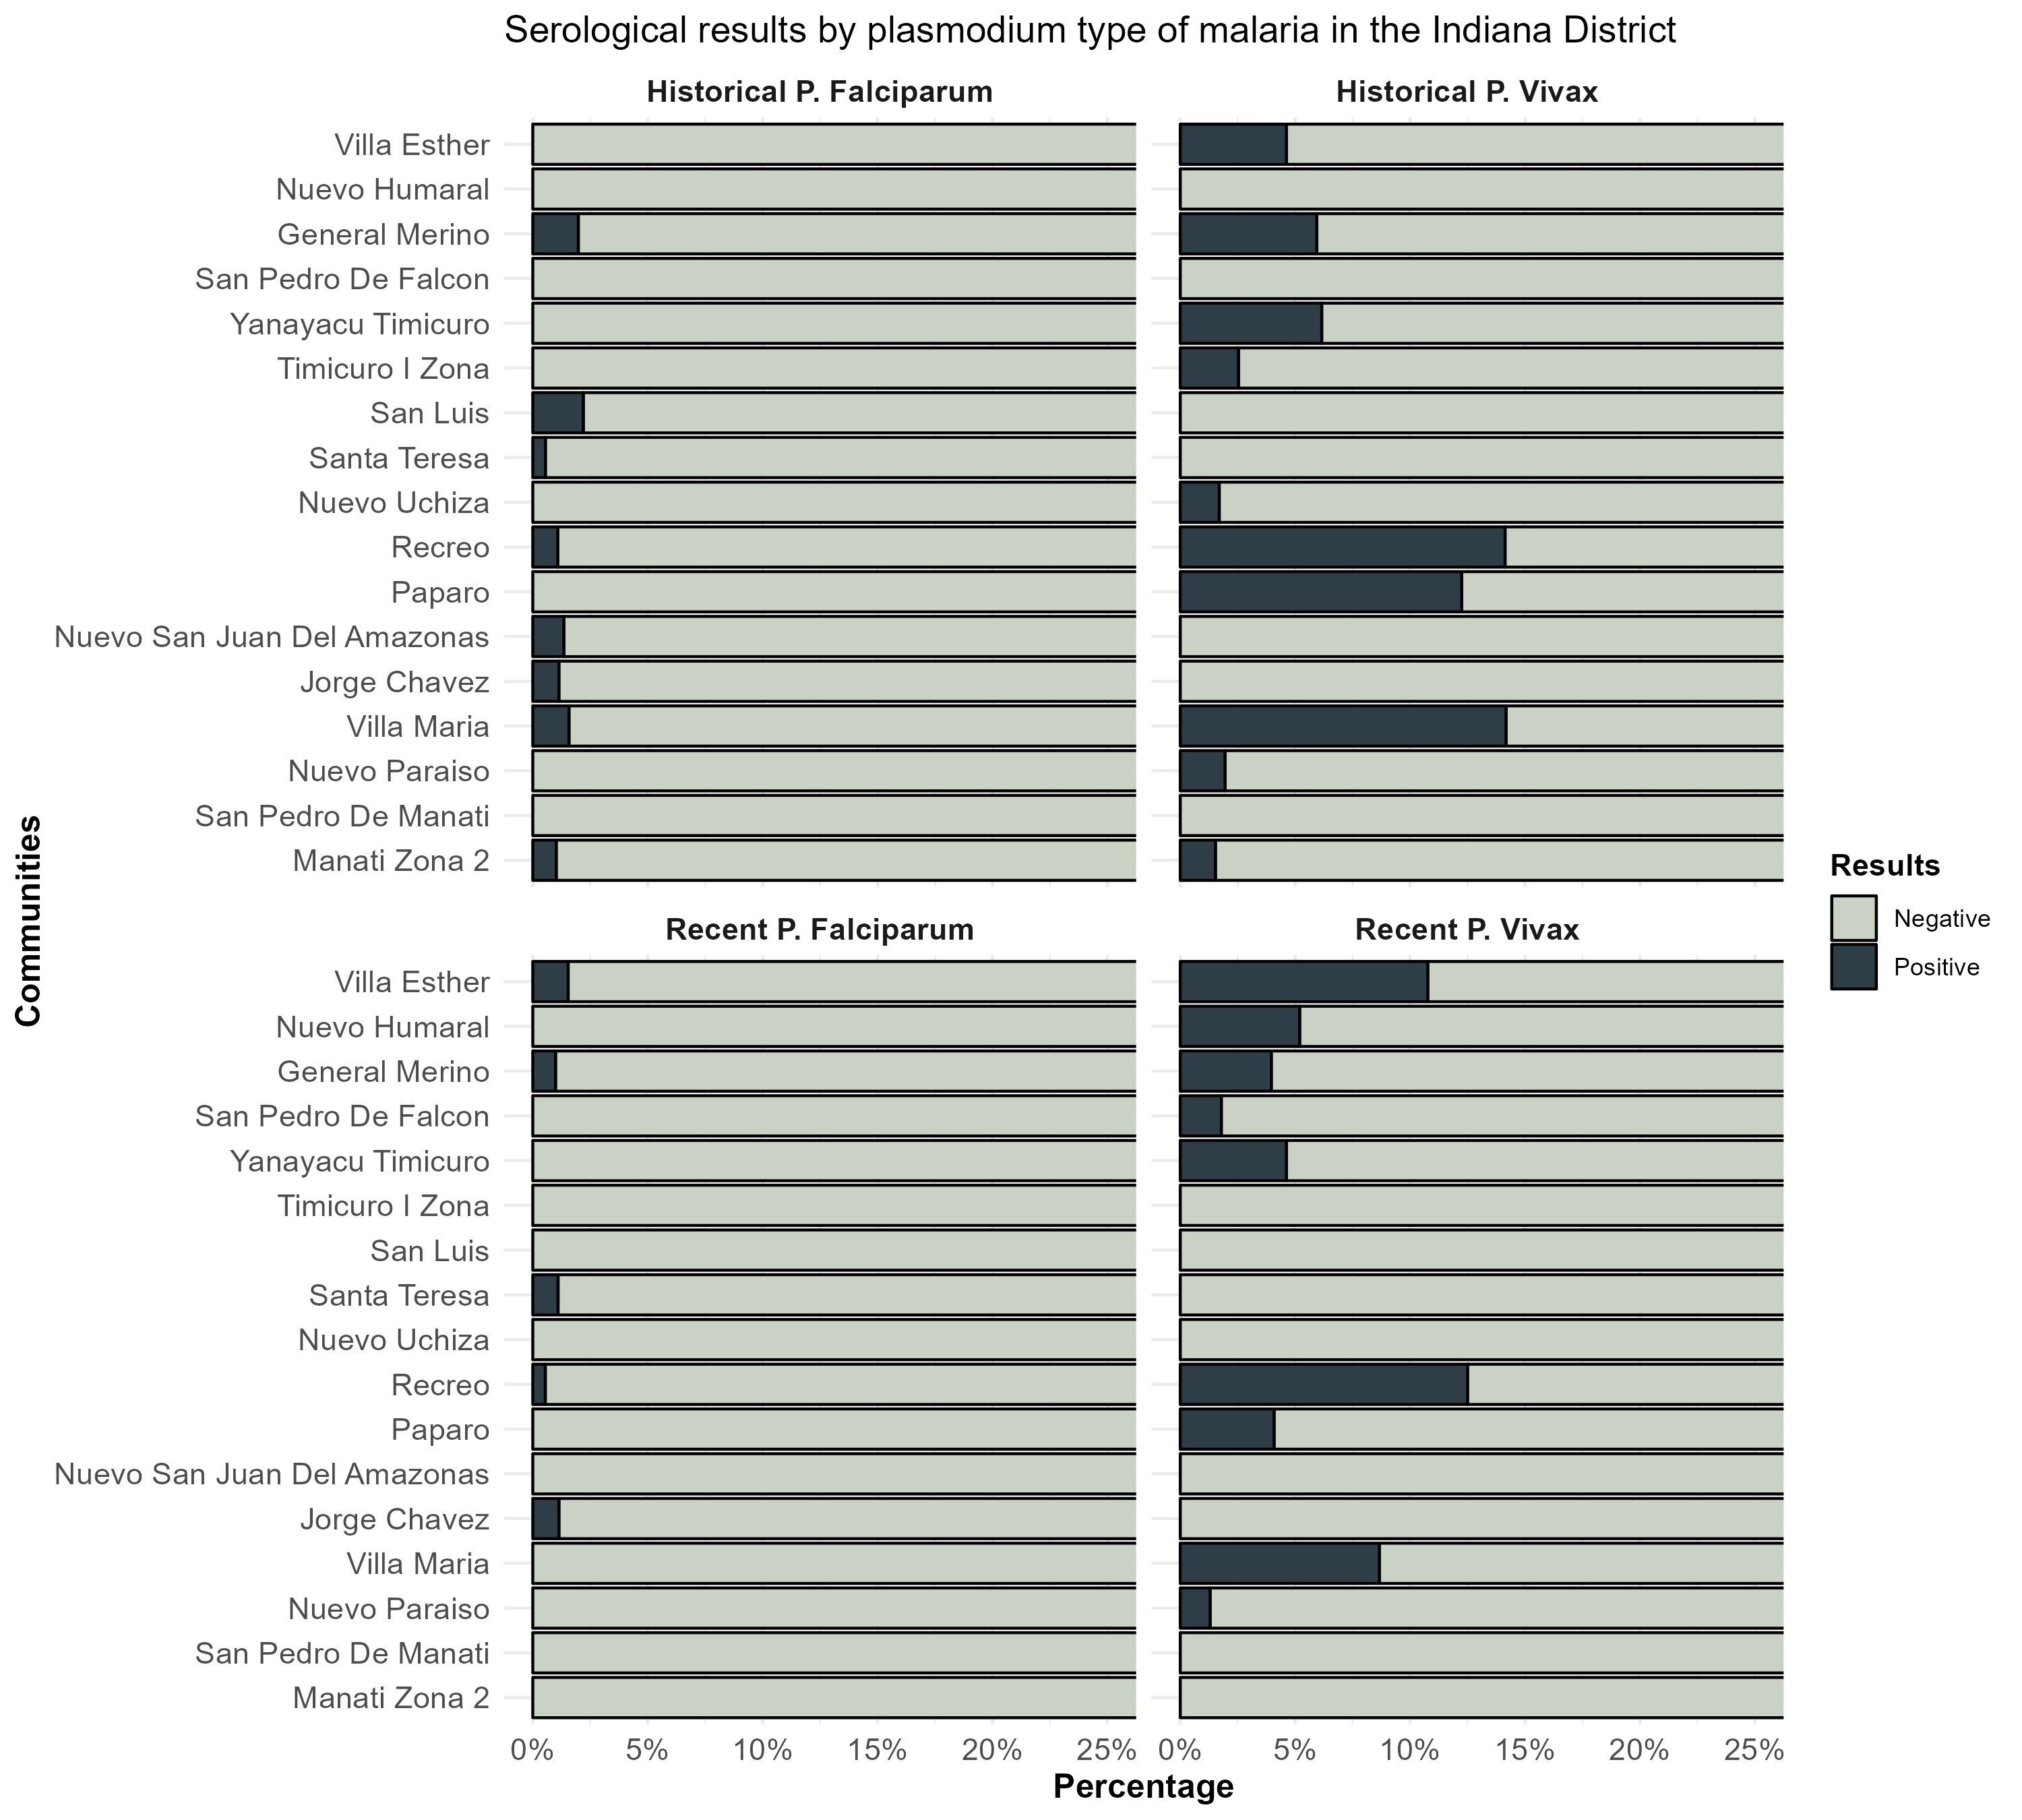 Serological results by plasmodium type of malaria in the Indiana District
Historical P. Falciparum
Historical P. Vivax
Villa Esther
Nuevo Humaral
General Merino
San Pedro De Falcon
Yanayacu Timicuro
Timicuro I Zona
San Luis
Santa Teresa
Nuevo Uchiza
Recreo
Paparo
Nuevo San Juan Del Amazonas
Jorge Chavez
Villa Maria
Nuevo Paraiso
San Pedro De Manati
Manati Zona 2
Communities
Recent P. Falciparum
Recent P. Vivax
Villa Esther
Nuevo Humaral
General Merino
San Pedro De Falcon
Yanayacu Timicuro
Timicuro I Zona
San Luis
Santa Teresa
Nuevo Uchiza
Recreo
Paparo
Nuevo San Juan Del Amazonas
Jorge Chavez
Villa Maria
Nuevo Paraiso
San Pedro De Manati
Manati Zona 2
0% 5% 10% 15% 20% 25% 0% 5% 10% 15% 20% 25%
Percentage
Results
Negative
Positive